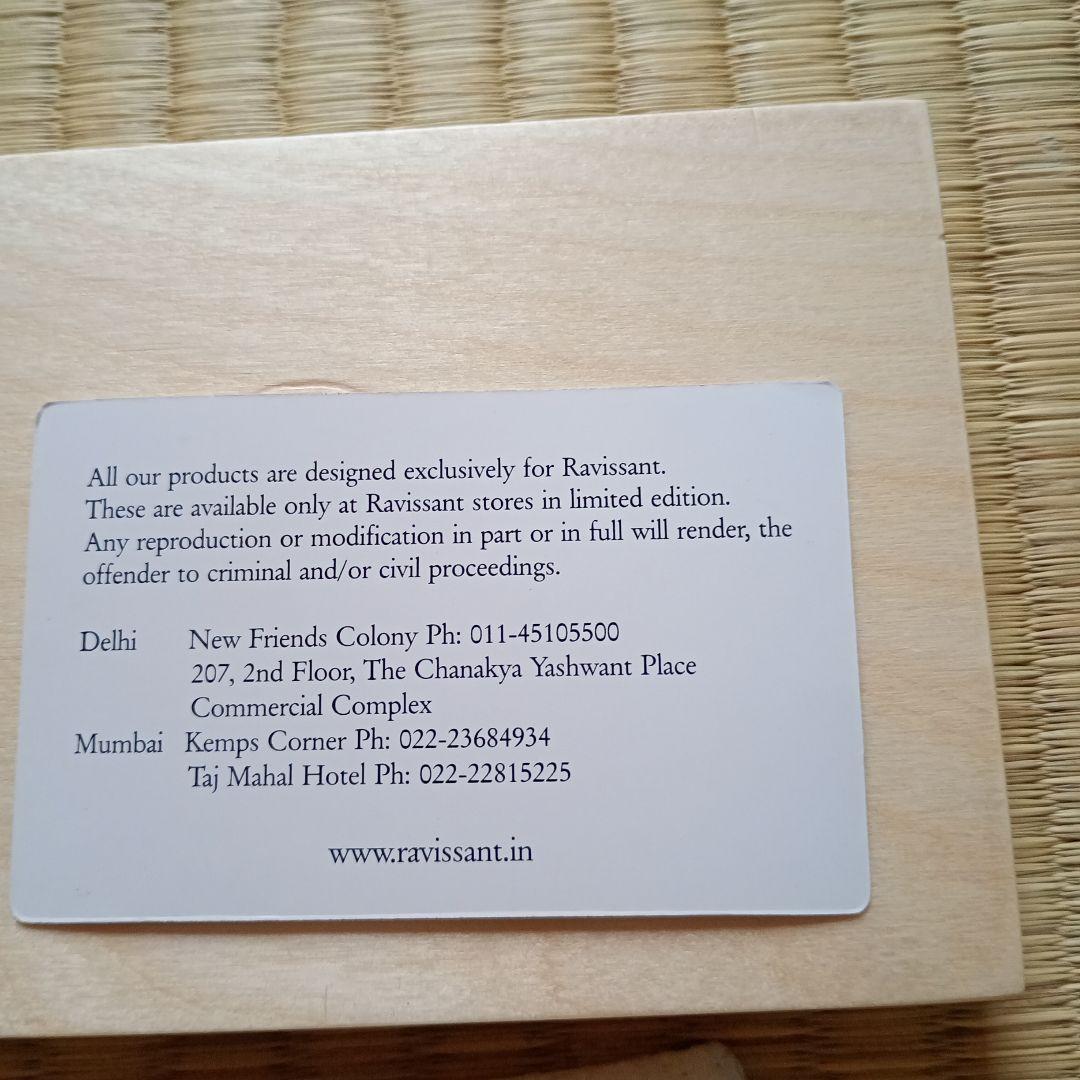 All our products are designed exclusively for Ravissant.
These are available only at Ravissant stores in limited edition.
Any reproduction or modification in part or in full will render, the
offender to criminal and/or civil proceedings.
Delhi New Friends Colony Ph: 011-45105500
207, 2nd Floor, The Chanakya Yashwant Place
Commercial Complex
Mumbai Kemps Corner Ph: 022-23684934
Taj Mahal Hotel Ph: 022-22815225
www.ravissant.in